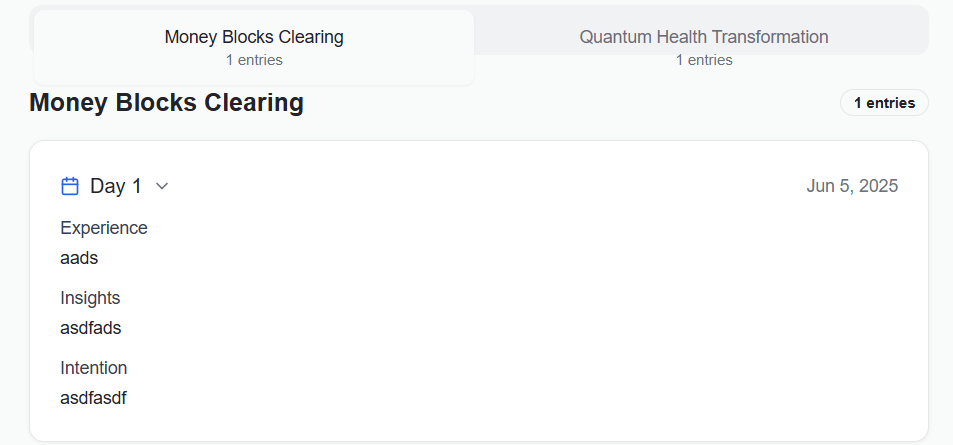 Money Blocks Clearing
1 entries
Quantum Health Transformation
1 entries
Money Blocks Clearing
1 entries
Day 1
Jun 5, 2025
Experience
aads
Insights
asdfads
Intention
asdfasdf